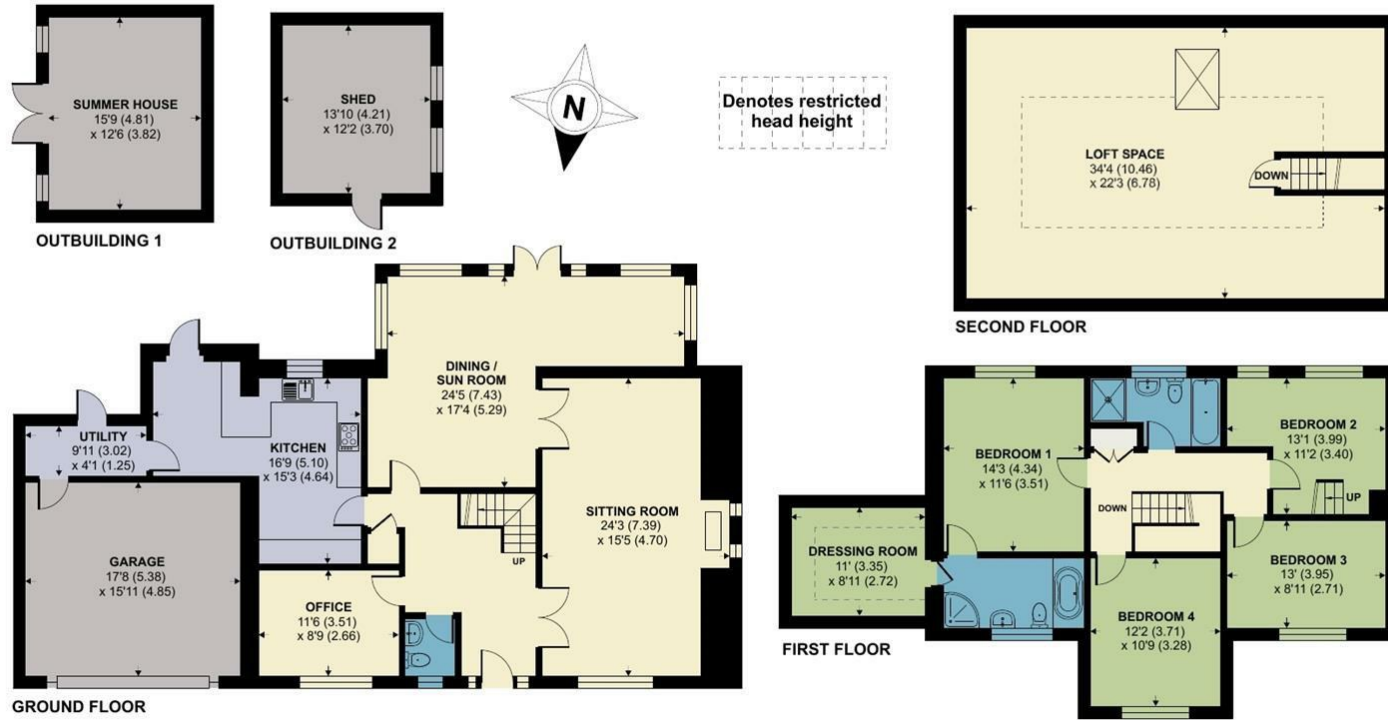 SUMMER HOUSE
15'9 (4.81)
x 12'6 (3.82)
OUTBUILDING 1
SHED
13'10 (4.21)
x 12'2 (3.70)
OUTBUILDING 2
N
Denotes restricted
head height
LOFT SPACE
34'4 (10.46)
x 22'3 (6.78)
DOWN
SECOND FLOOR
DINING /
SUN ROOM
24'5 (7.43)
x 17'4 (5.29)
UTILITY
9'11 (3.02)
x 4'1 (1.25)
KITCHEN
16'9 (5.10)
x 15'3 (4.64)
SITTING ROOM
24'3 (7.39)
x 15'5 (4.70)
UP
GARAGE
17'8 (5.38)
x 15'11 (4.85)
OFFICE
11'6 (3.51)
x 8'9 (2.66)
GROUND FLOOR
BEDROOM 1
14'3 (4.34)
x 11'6 (3.51)
BEDROOM 2
13'1 (3.99)
x 11'2 (3.40)
UP
DOWN
DRESSING ROOM
11' (3.35)
x 8'11 (2.72)
BEDROOM 3
13' (3.95)
x 8'11 (2.71)
BEDROOM 4
12'2 (3.71)
x 10'9 (3.28)
FIRST FLOOR